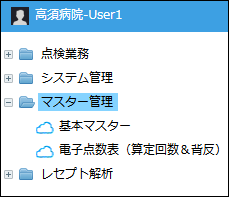 高須病院-User1
点検業務
システム管理
マスター管理
基本マスター
電子点数表（算定回数＆背反）
レセプト解析